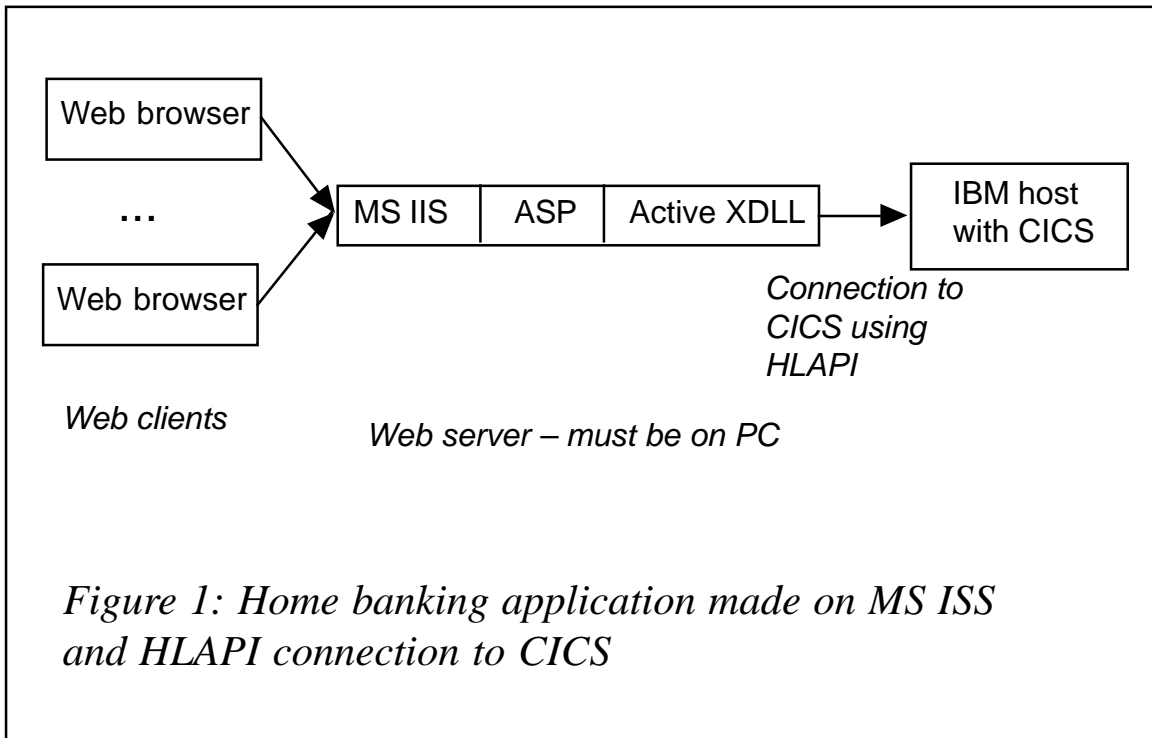 Web browser
...
Web browser
Web clients
MS IIS
ASP
Active XDLL
IBM host
with CICS
Connection to
CICS using
HLAPI
Web server – must be on PC
Figure 1: Home banking application made on MS ISS
and HLAPI connection to CICS